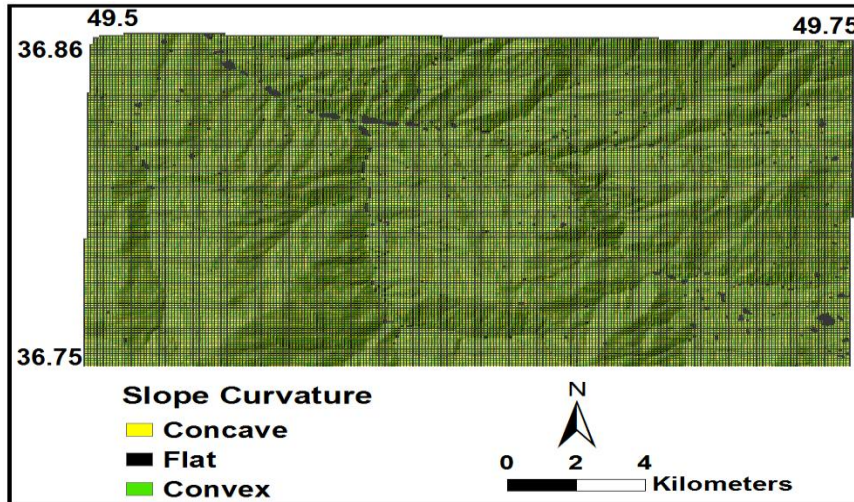 49.5
49.75
36.86
36.75
Slope Curvature
Concave
Flat
Convex
N
0 2 4
Kilometers